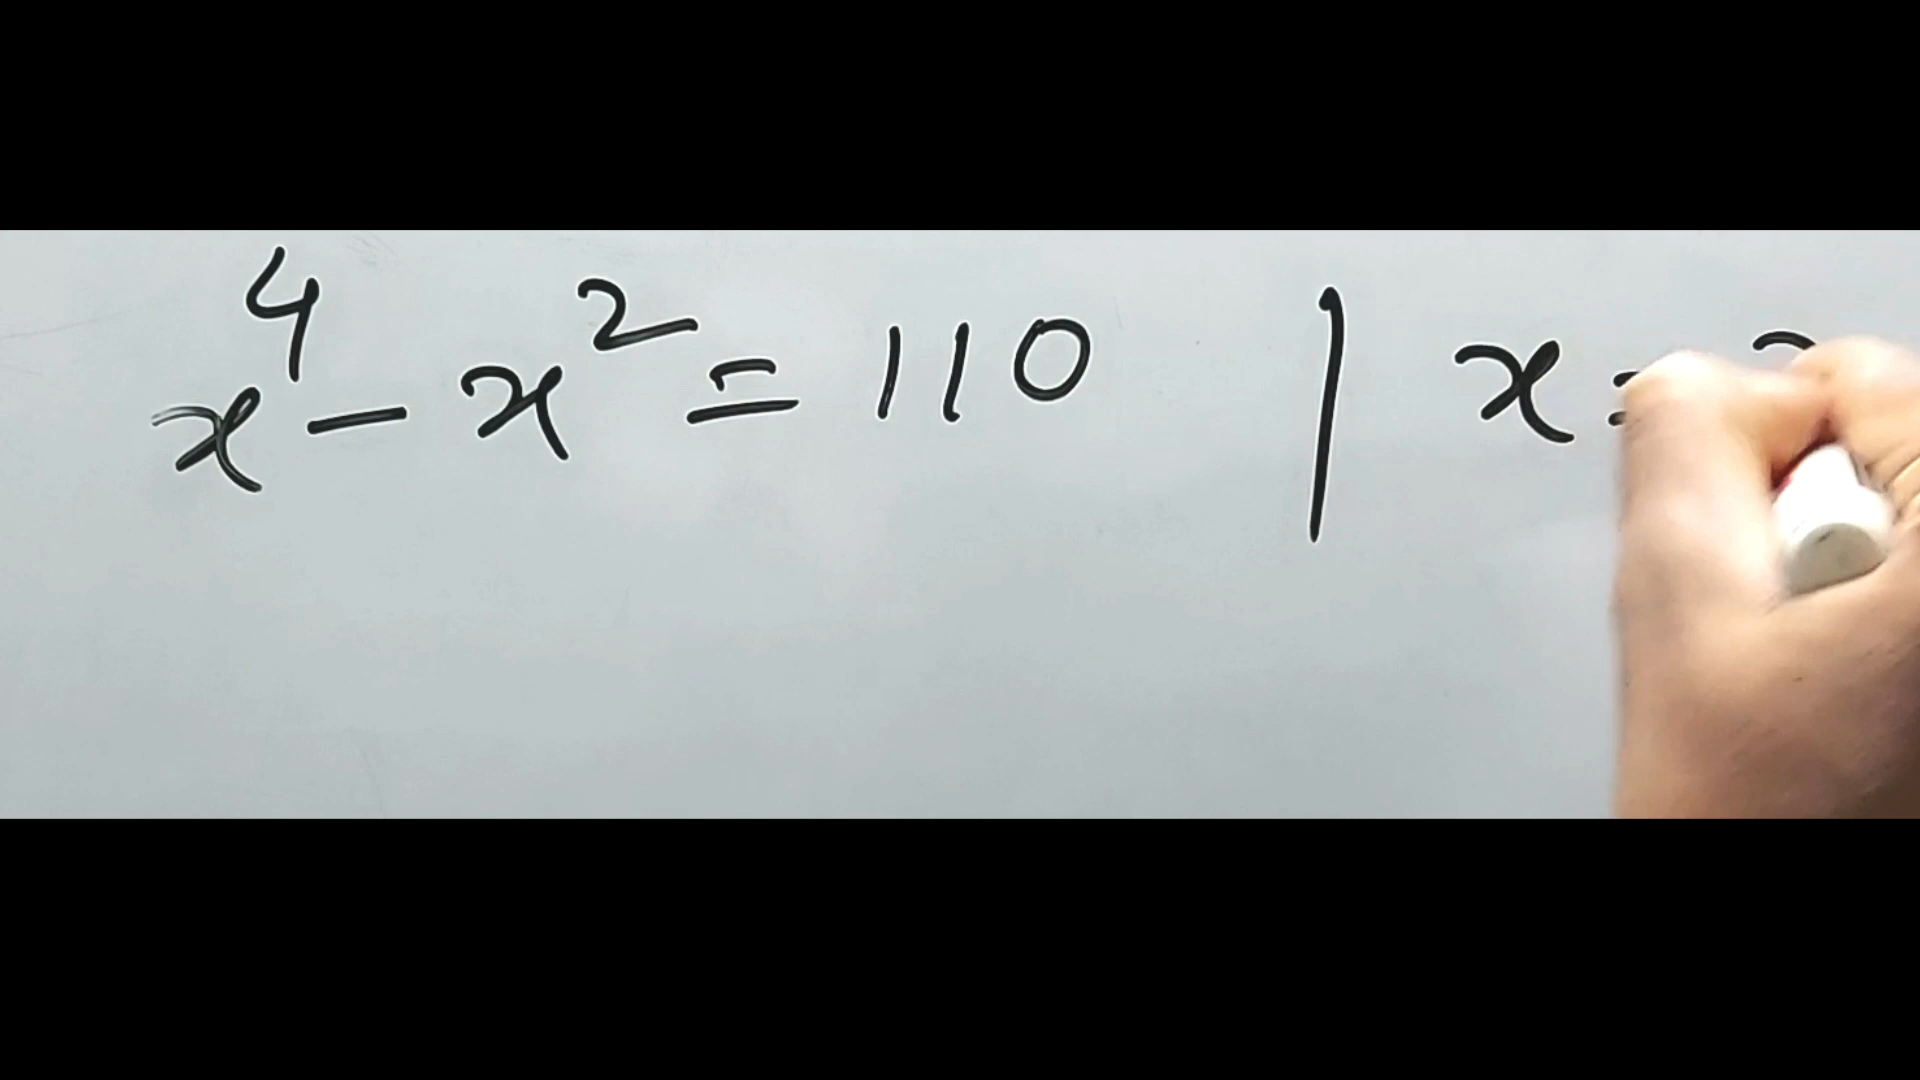 x⁴ - x² = 110 | x =